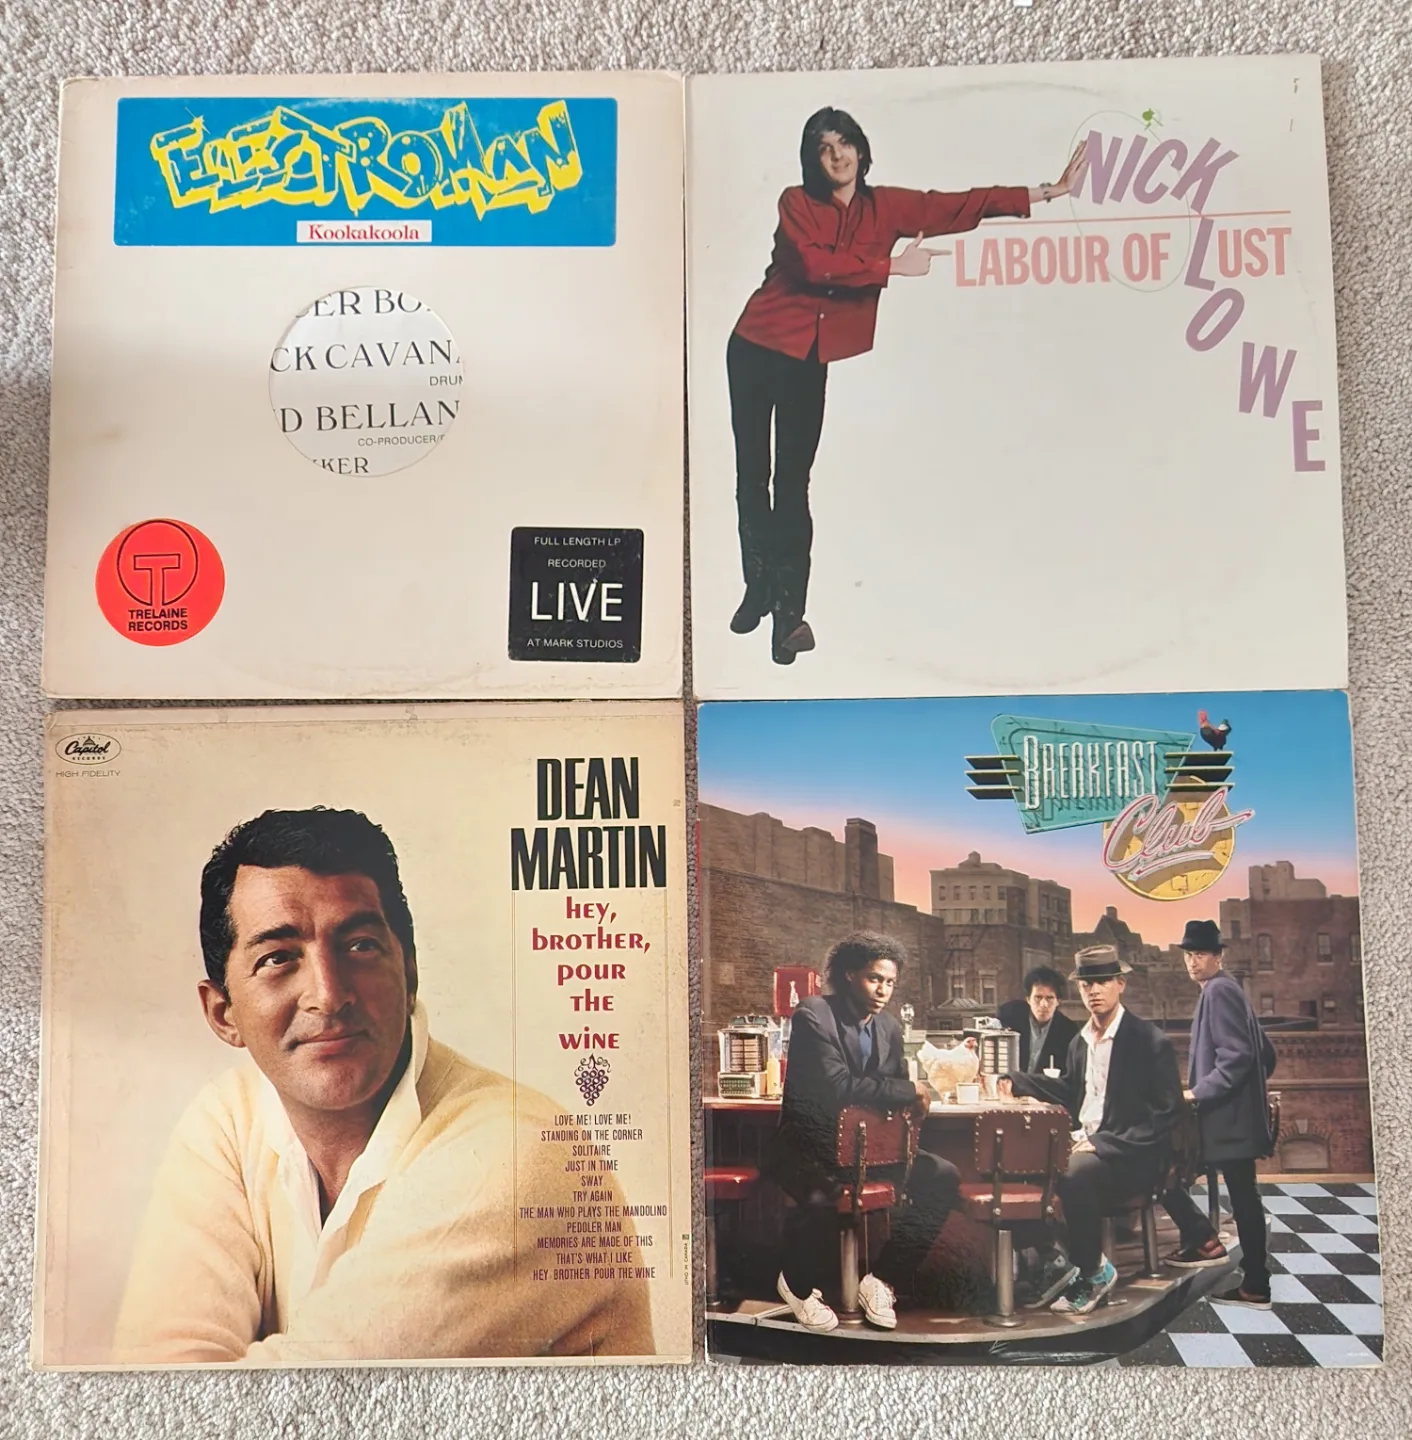 ELECTROMAN
Kookakoola
ER BO
CK CAVAN
DRUM
D BELLAN
CO-PRODUCER/
KER
T
TRELAINE
RECORDS
FULL LENGTH LP
RECORDED
LIVE
AT MARK STUDIOS
NICK
LOWE
LABOUR OF LUST
Capitol
RECORDS
HIGH FIDELITY
DEAN
MARTIN
hey,
brother,
pour
the
wine
LOVE ME! LOVE ME!
STANDING ON THE CORNER
SOLITAIRE
JUST IN TIME
SWAY
TRY AGAIN
THE MAN WHO PLAYS THE MANDOLINO
PEDDLER MAN
MEMORIES ARE MADE OF THIS
THAT'S WHAT I LIKE
HEY BROTHER POUR THE WINE
BREAKFAST
Club